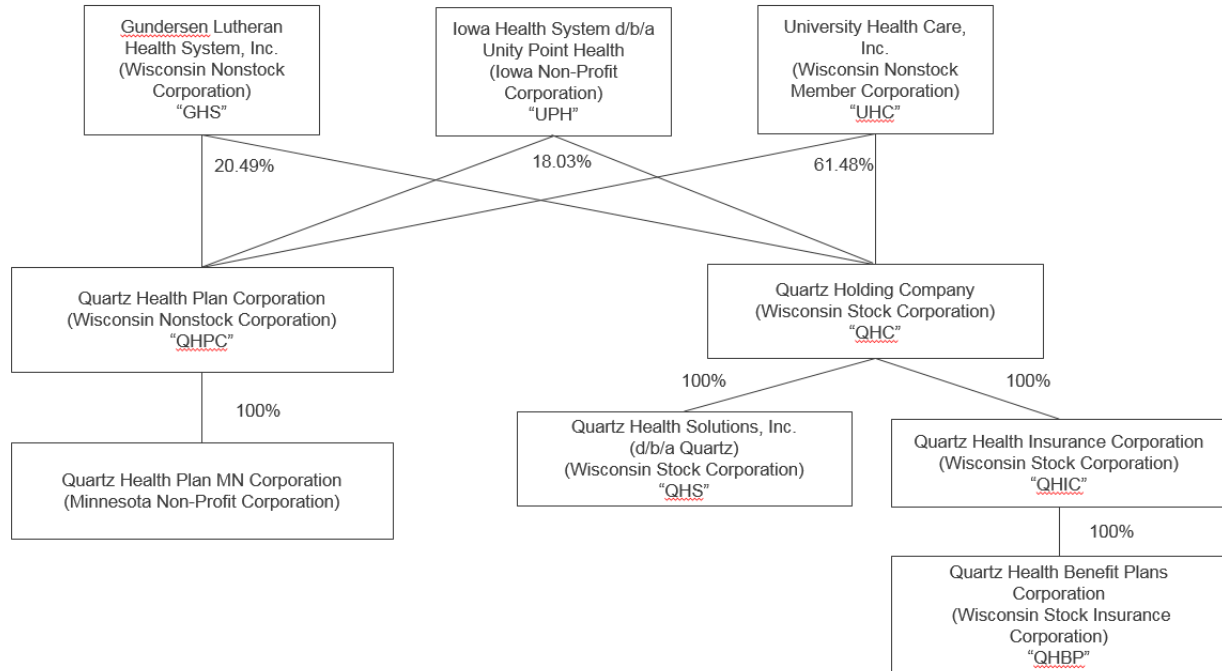 Gundersen Lutheran
Health System, Inc.
(Wisconsin Nonstock
Corporation)
“GHS”
Iowa Health System d/b/a
Unity Point Health
(Iowa Non-Profit
Corporation)
“UPH”
University Health Care,
Inc.
(Wisconsin Nonstock
Member Corporation)
“UHC”
20.49%
18.03%
61.48%
Quartz Health Plan Corporation
(Wisconsin Nonstock Corporation)
“QHPC”
Quartz Holding Company
(Wisconsin Stock Corporation)
“QHC”
100%
100%
100%
Quartz Health Plan MN Corporation
(Minnesota Non-Profit Corporation)
Quartz Health Solutions, Inc.
(d/b/a Quartz)
(Wisconsin Stock Corporation)
“QHS”
Quartz Health Insurance Corporation
(Wisconsin Stock Corporation)
“QHIC”
100%
Quartz Health Benefit Plans
Corporation
(Wisconsin Stock Insurance
Corporation)
“QHBP”